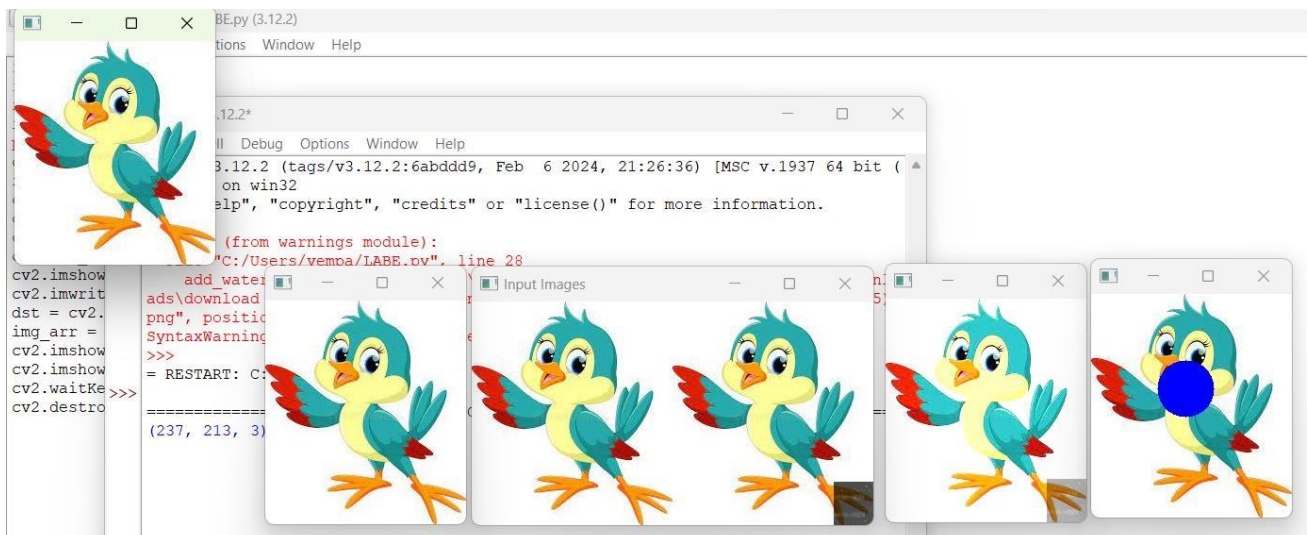 LABE.py (3.12.2)
tions Window Help
.12.2*
ll Debug Options Window Help
3.12.2 (tags/v3.12.2:6abddd9, Feb 6 2024, 21:26:36) [MSC v.1937 64 bit (
on win32
elp", "copyright", "credits" or "license()" for more information.
(from warnings module):
"C:/Users/vempa/LABE.py", line 28
add_water
ads\download
png", positio
SyntaxWarning
>>>
= RESTART: C:
(237, 213, 3)
>>>
cv2.imshow
cv2.imwrit
dst = cv2.
img_arr =
cv2.imshow
cv2.imshow
cv2.waitKe
cv2.destro
Input Images